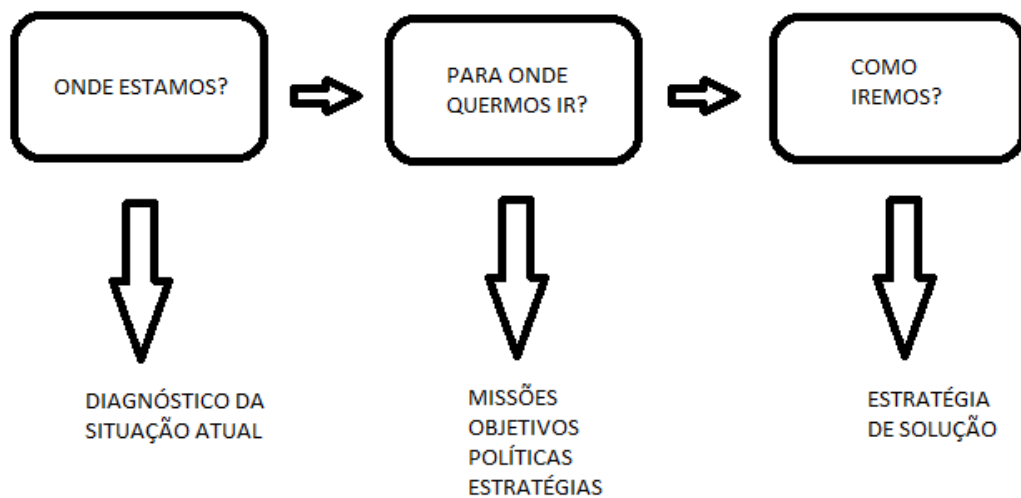 ONDE ESTAMOS?
PARA ONDE
QUERMOS IR?
COMO
IREMOS?
DIAGNÓSTICO DA
SITUAÇÃO ATUAL
MISSÕES
OBJETIVOS
POLÍTICAS
ESTRATÉGIAS
ESTRATÉGIA
DE SOLUÇÃO